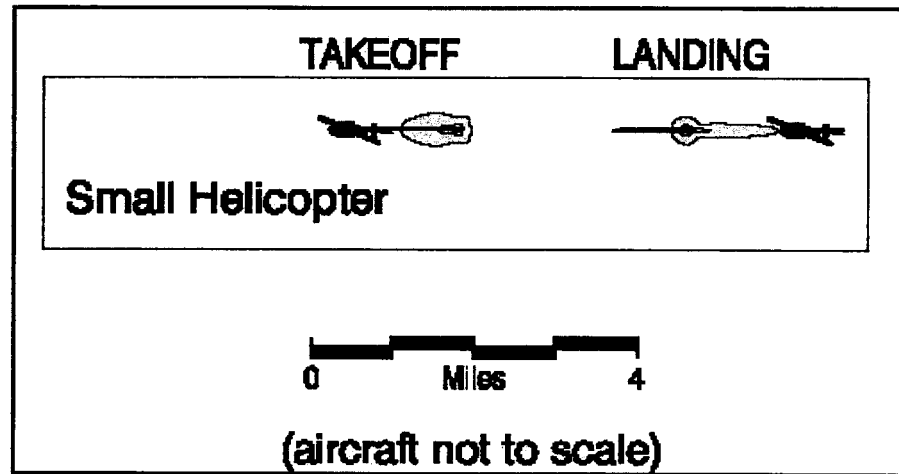 TAKEOFF LANDING
Small Helicopter
0 Miles 4
(aircraft not to scale)